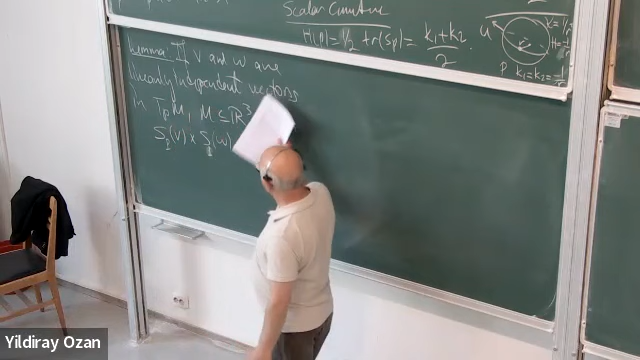 Scalar Curvature
H(p) = 1/2 tr(Sp) = k1+k2 / 2
u
p k1=k2=
Lemma: If v and w are
linearly independent vectors
in TpM, M ⊆ ℝ3
Sp(v) × Sp(w)
Yildiray Ozan